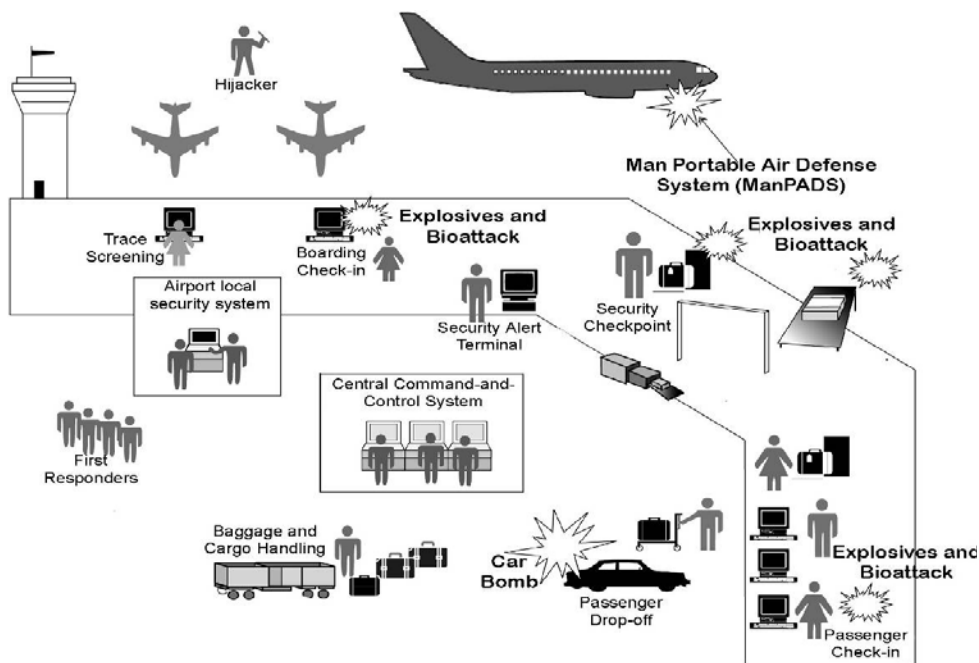 Hijacker
Man Portable Air Defense
System (ManPADS)
Trace
Screening
Boarding
Check-in
Explosives and
Bioattack
Explosives and
Bioattack
Airport local
security system
Security Alert
Terminal
Security
Checkpoint
Central Command-and-
Control System
First
Responders
Baggage and
Cargo Handling
Car
Bomb
Passenger
Drop-off
Explosives and
Bioattack
Passenger
Check-in